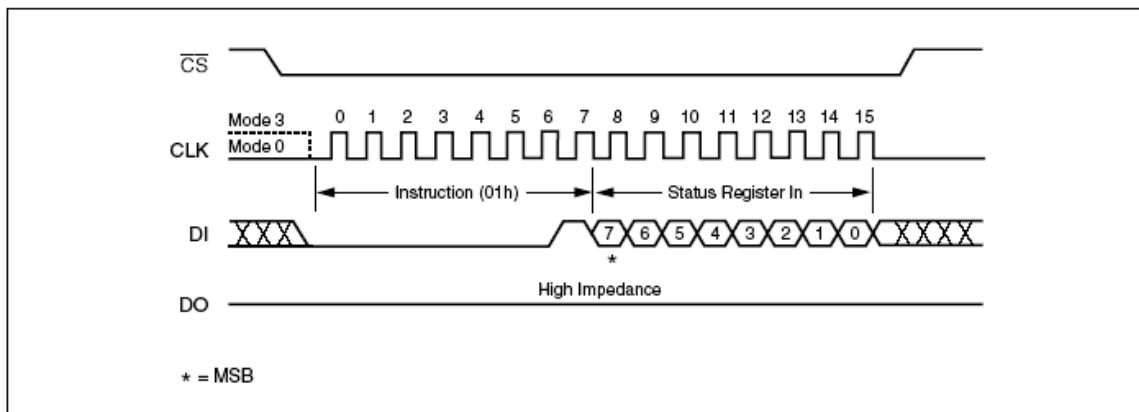 CS
Mode 3
0 1 2 3 4 5 6 7 8 9 10 11 12 13 14 15
CLK
Mode 0
Instruction (01h)
Status Register In
DI
7 6 5 4 3 2 1 0
*
High Impedance
DO
* = MSB